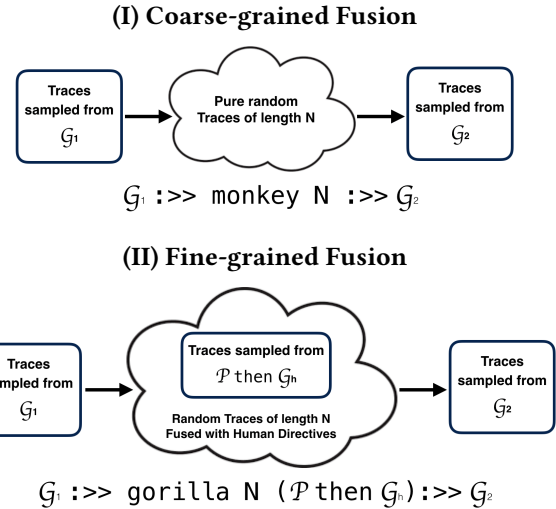 (I) Coarse-grained Fusion
Traces
sampled from
𝒢1
Pure random
Traces of length N
Traces
sampled from
𝒢2
𝒢1 :>> monkey N :>> 𝒢2
(II) Fine-grained Fusion
Traces
mpled from
𝒢1
Traces sampled from
𝒫 then 𝒢h
Random Traces of length N
Fused with Human Directives
Traces
sampled from
𝒢2
𝒢1 :>> gorilla N (𝒫 then 𝒢h):>> 𝒢2